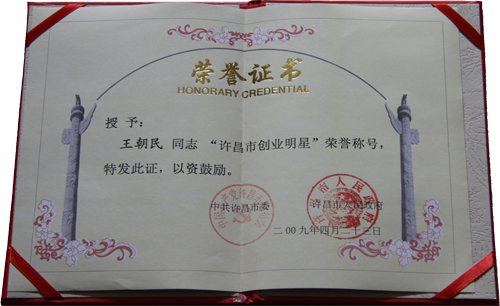 荣誉证书
HONORARY CREDENTIAL
授予：
王朝民 同志 “许昌市创业明星”荣誉称号，
特发此证，以资鼓励。
中共许昌市委 许昌市人民政府
二00九年四月二十三日